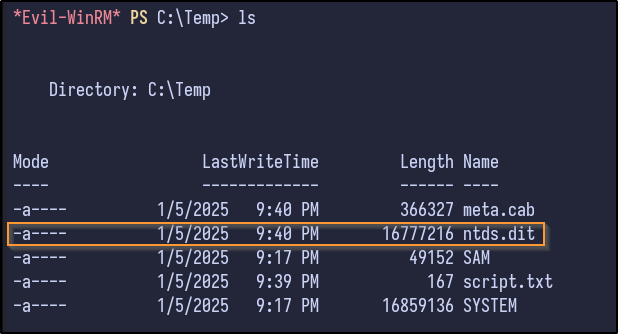 *Evil-WinRM* PS C:\Temp> ls
Directory: C:\Temp
Mode LastWriteTime Length Name
---- ------------- ------ ----
-a---- 1/5/2025 9:40 PM 366327 meta.cab
-a---- 1/5/2025 9:40 PM 16777216 ntds.dit
-a---- 1/5/2025 9:17 PM 49152 SAM
-a---- 1/5/2025 9:39 PM 167 script.txt
-a---- 1/5/2025 9:17 PM 16859136 SYSTEM